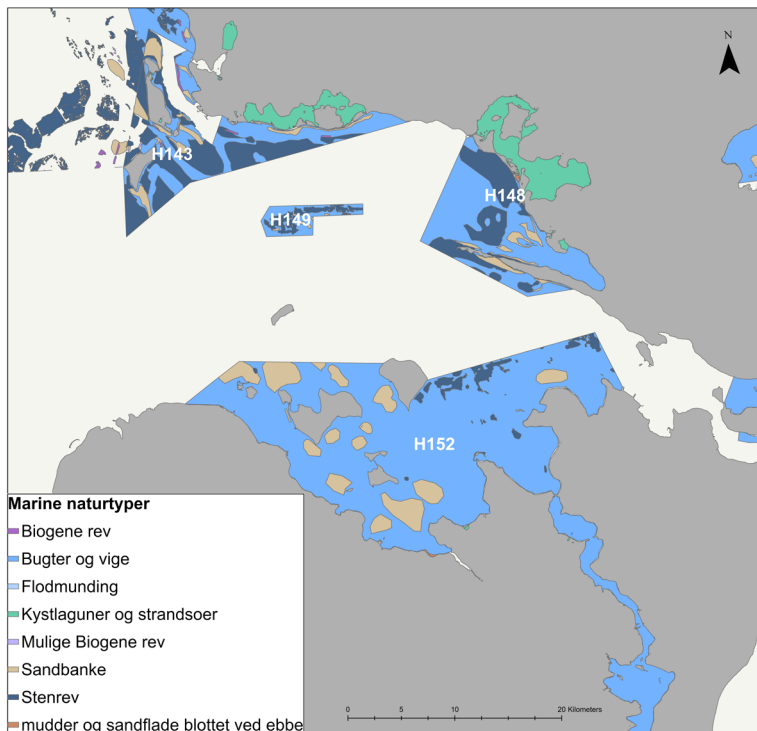 N
H143
H148
H149
H152
Marine naturtyper
Biogene rev
Bugter og vige
Flodmunding
Kystlaguner og strandsoer
Mulige Biogene rev
Sandbanke
Stenrev
mudder og sandflade blottet ved ebbe
0 5 10 20 Kilometers